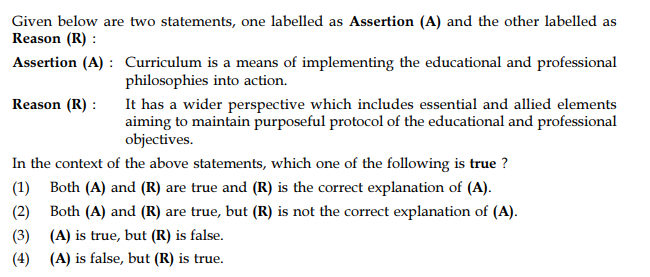 Given below are two statements, one labelled as Assertion (A) and the other labelled as
Reason (R) :
Assertion (A) : Curriculum is a means of implementing the educational and professional
philosophies into action.
Reason (R) : It has a wider perspective which includes essential and allied elements
aiming to maintain purposeful protocol of the educational and professional
objectives.
In the context of the above statements, which one of the following is true ?
(1) Both (A) and (R) are true and (R) is the correct explanation of (A).
(2) Both (A) and (R) are true, but (R) is not the correct explanation of (A).
(3) (A) is true, but (R) is false.
(4) (A) is false, but (R) is true.